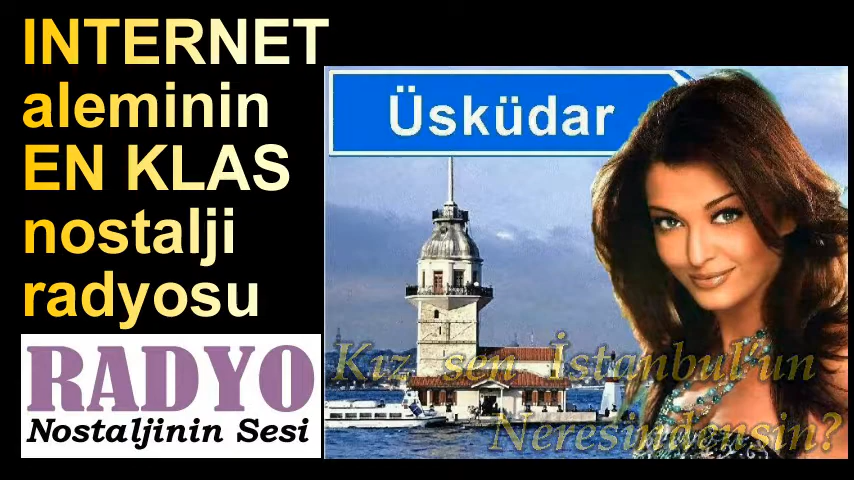 INTERNET
aleminin
EN KLAS
nostalji
radyosu
RADYO
Nostaljinin Sesi
Üsküdar
Kız sen İstanbul'un
Neresindensin?